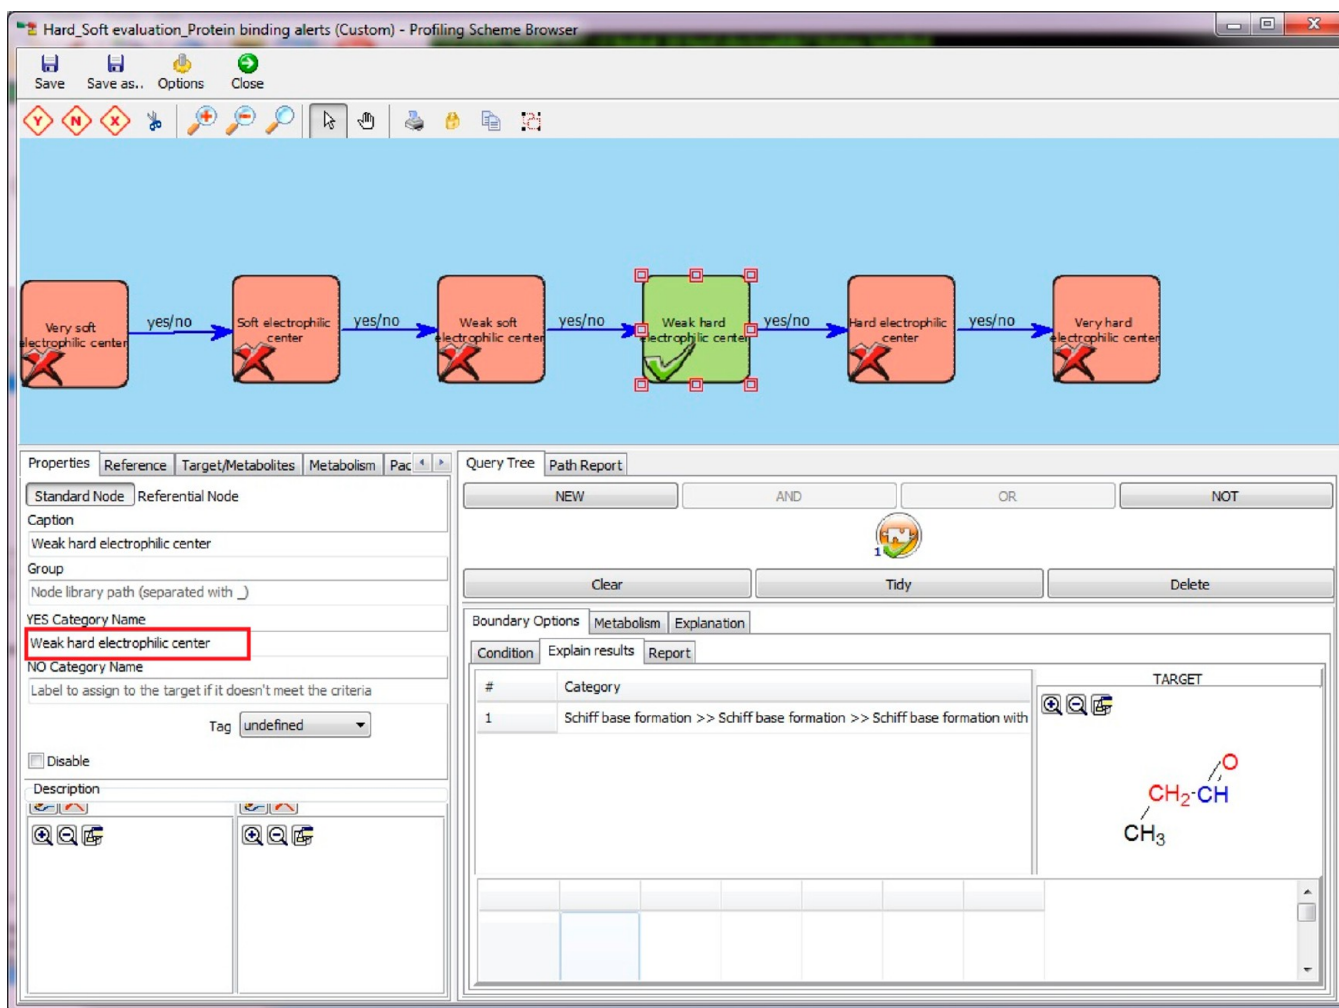 Hard_Soft evaluation_Protein binding alerts (Custom) - Profiling Scheme Browser
Save Save as.. Options Close
Y N X
yes/no yes/no yes/no yes/no yes/no
Very soft electrophilic center
Soft electrophilic center
Weak soft electrophilic center
Weak hard electrophilic center
Hard electrophilic center
Very hard electrophilic center
Properties Reference Target/Metabolites Metabolism Pac
Standard Node Referential Node
Caption
Weak hard electrophilic center
Group
Node library path (separated with _)
YES Category Name
Weak hard electrophilic center
NO Category Name
Label to assign to the target if it doesn't meet the criteria
Tag undefined
Disable
Description
Query Tree Path Report
NEW AND OR NOT
1
Clear Tidy Delete
Boundary Options Metabolism Explanation
Condition Explain results Report
# Category
1 Schiff base formation >> Schiff base formation >> Schiff base formation with
TARGET
O
CH2-CH
CH3